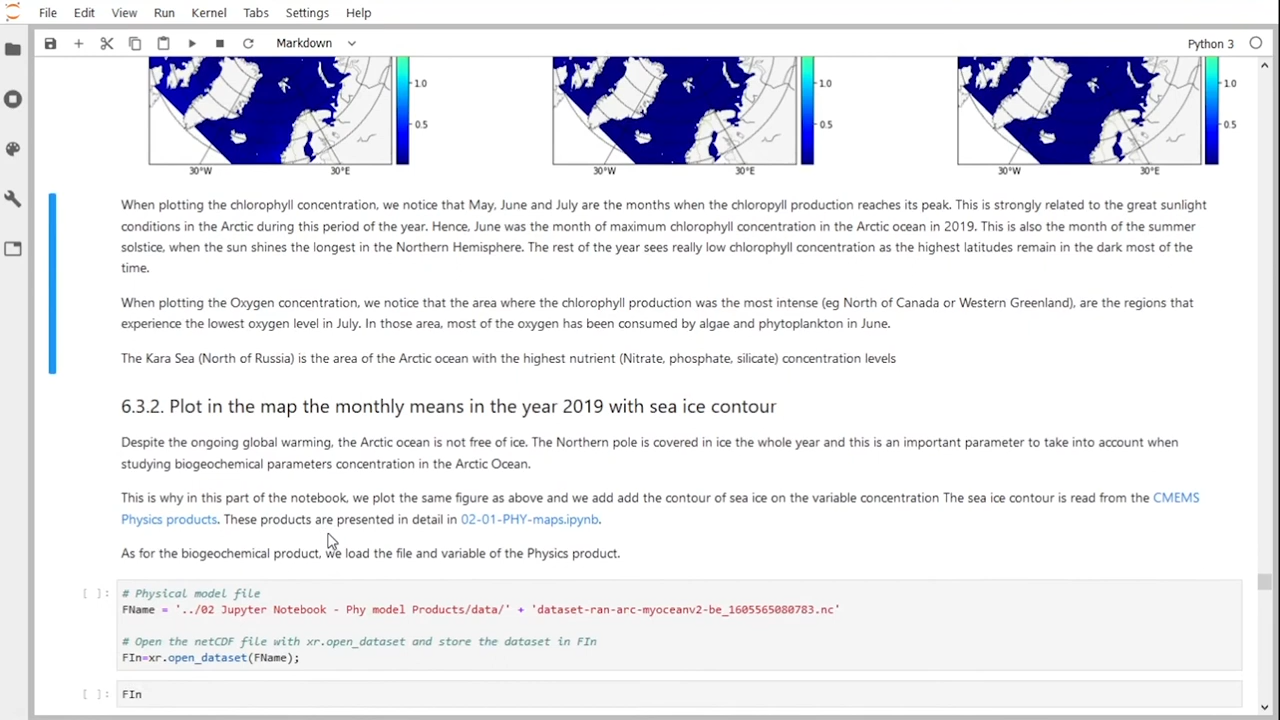 File Edit View Run Kernel Tabs Settings Help
Markdown
Python 3
1.0 1.0 1.0
0.5 0.5 0.5
30°W 30°E 30°W 30°E 30°W 30°E
When plotting the chlorophyll concentration, we notice that May, June and July are the months when the chloropyll production reaches its peak. This is strongly related to the great sunlight
conditions in the Arctic during this period of the year. Hence, June was the month of maximum chlorophyll concentration in the Arctic ocean in 2019. This is also the month of the summer
solstice, when the sun shines the longest in the Northern Hemisphere. The rest of the year sees really low chlorophyll concentration as the highest latitudes remain in the dark most of the
time.
When plotting the Oxygen concentration, we notice that the area where the chlorophyll production was the most intense (eg North of Canada or Western Greenland), are the regions that
experience the lowest oxygen level in July. In those area, most of the oxygen has been consumed by algae and phytoplankton in June.
The Kara Sea (North of Russia) is the area of the Arctic ocean with the highest nutrient (Nitrate, phosphate, silicate) concentration levels
6.3.2. Plot in the map the monthly means in the year 2019 with sea ice contour
Despite the ongoing global warming, the Arctic ocean is not free of ice. The Northern pole is covered in ice the whole year and this is an important parameter to take into account when
studying biogeochemical parameters concentration in the Arctic Ocean.
This is why in this part of the notebook, we plot the same figure as above and we add add the contour of sea ice on the variable concentration The sea ice contour is read from the CMEMS
Physics products. These products are presented in detail in 02-01-PHY-maps.ipynb.
As for the biogeochemical product, we load the file and variable of the Physics product.
[ ]: # Physical model file
FName = '../02 Jupyter Notebook - Phy model Products/data/' + 'dataset-ran-arc-myoceanv2-be_1605565080783.nc'
# Open the netCDF file with xr.open_dataset and store the dataset in FIn
FIn=xr.open_dataset(FName);
[ ]: FIn